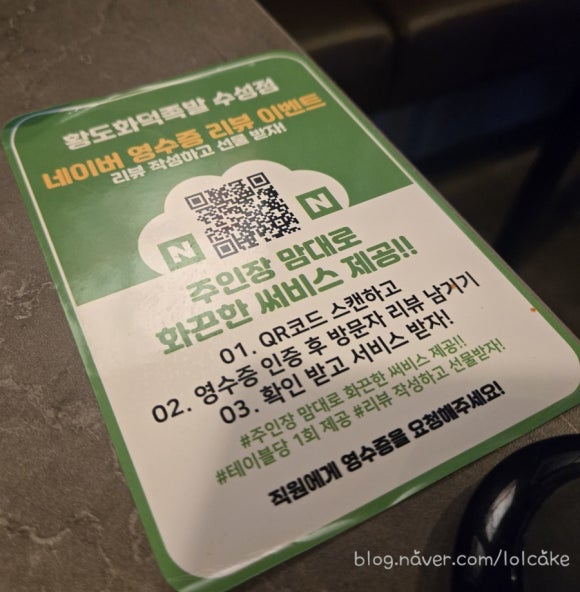 황도화덕족발 수성점
네이버 영수증 리뷰 이벤트
리뷰 작성하고 선물 받자!
N
N
주인장 맘대로
화끈한 써비스 제공!!
01. QR코드 스캔하고
02. 영수증 인증 후 방문자 리뷰 남기기
03. 확인 받고 서비스 받자!
#주인장 맘대로 화끈한 써비스 제공!!
#테이블당 1회 제공 #리뷰 작성하고 선물받자!
직원에게 영수증을 요청해주세요!
blog.naver.com/lolcake